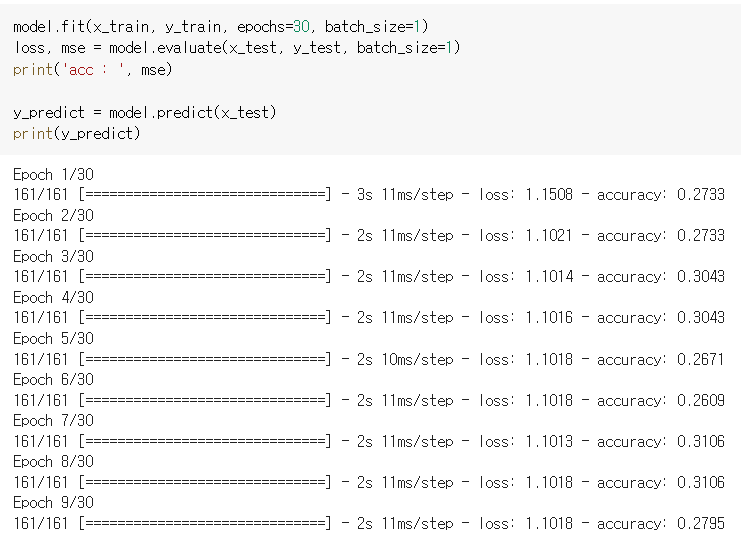 model.fit(x_train, y_train, epochs=30, batch_size=1)
loss, mse = model.evaluate(x_test, y_test, batch_size=1)
print('acc : ', mse)
y_predict = model.predict(x_test)
print(y_predict)
Epoch 1/30
161/161 [==============================] - 3s 11ms/step - loss: 1.1508 - accuracy: 0.2733
Epoch 2/30
161/161 [==============================] - 2s 11ms/step - loss: 1.1021 - accuracy: 0.2733
Epoch 3/30
161/161 [==============================] - 2s 11ms/step - loss: 1.1014 - accuracy: 0.3043
Epoch 4/30
161/161 [==============================] - 2s 11ms/step - loss: 1.1016 - accuracy: 0.3043
Epoch 5/30
161/161 [==============================] - 2s 10ms/step - loss: 1.1018 - accuracy: 0.2671
Epoch 6/30
161/161 [==============================] - 2s 11ms/step - loss: 1.1018 - accuracy: 0.2609
Epoch 7/30
161/161 [==============================] - 2s 11ms/step - loss: 1.1013 - accuracy: 0.3106
Epoch 8/30
161/161 [==============================] - 2s 11ms/step - loss: 1.1018 - accuracy: 0.3106
Epoch 9/30
161/161 [==============================] - 2s 11ms/step - loss: 1.1018 - accuracy: 0.2795